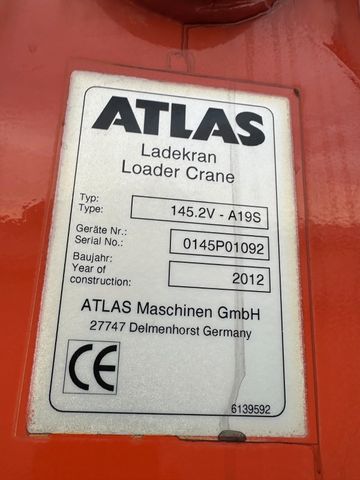 ATLAS
Ladekran
Loader Crane
Typ:
Type: 145.2V - A19S
Geräte Nr.:
Serial No.: 0145P01092
Baujahr:
Year of
construction: 2012
ATLAS Maschinen GmbH
27747 Delmenhorst Germany
CE
6139592